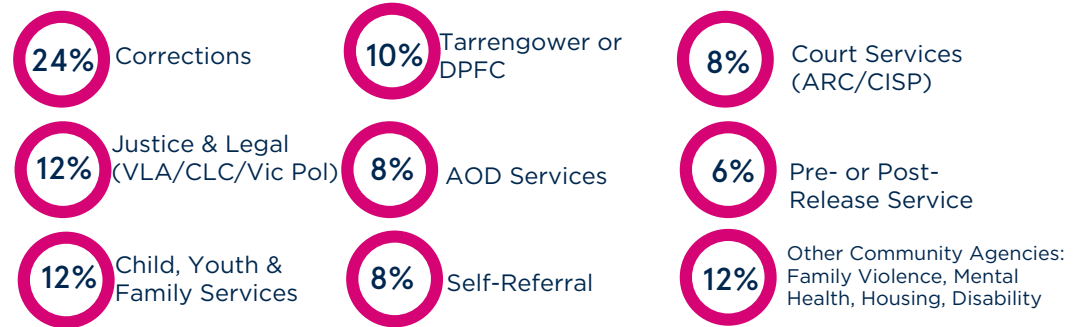 24%
Corrections
10%
Tarrengower or
DPFC
8%
Court Services
(ARC/CISP)
12%
Justice & Legal
(VLA/CLC/Vic Pol)
8%
AOD Services
6%
Pre- or Post-
Release Service
12%
Child, Youth &
Family Services
8%
Self-Referral
12%
Other Community Agencies:
Family Violence, Mental
Health, Housing, Disability